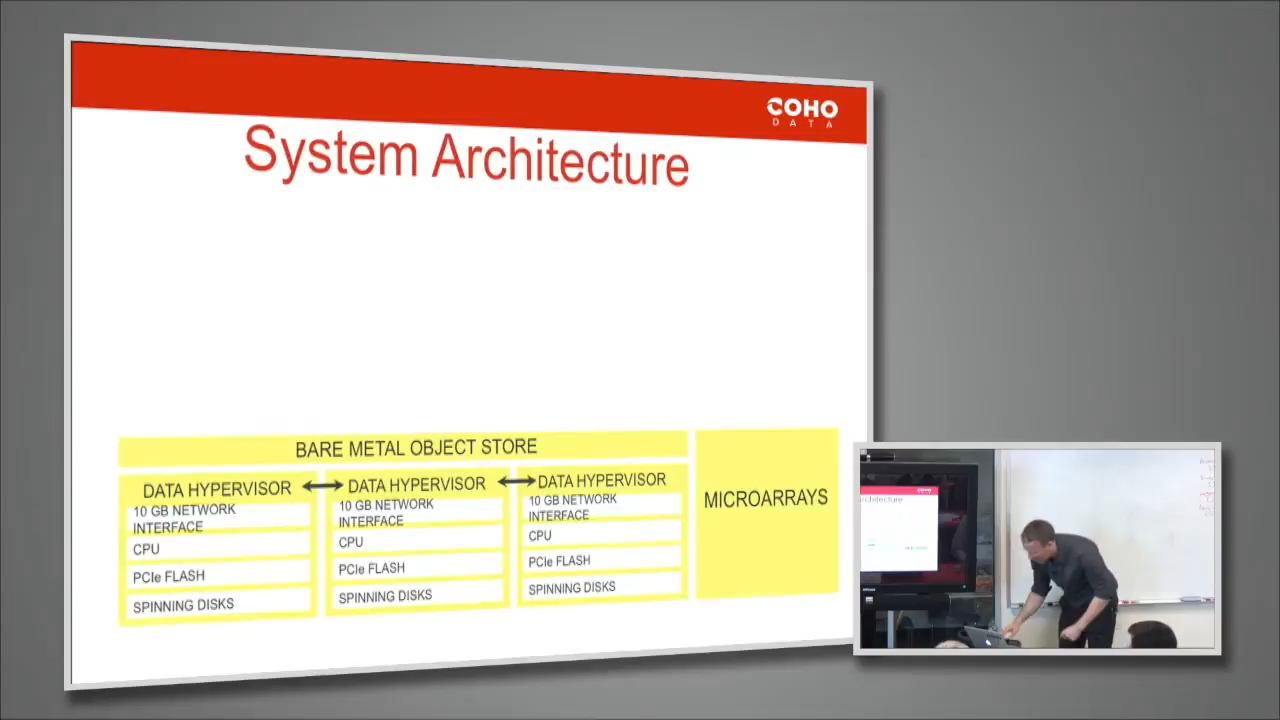 COHO
DATA
System Architecture
BARE METAL OBJECT STORE
DATA HYPERVISOR
10 GB NETWORK
INTERFACE
CPU
PCIe FLASH
SPINNING DISKS
DATA HYPERVISOR
10 GB NETWORK
INTERFACE
CPU
PCIe FLASH
SPINNING DISKS
DATA HYPERVISOR
10 GB NETWORK
INTERFACE
CPU
PCIe FLASH
SPINNING DISKS
MICROARRAYS